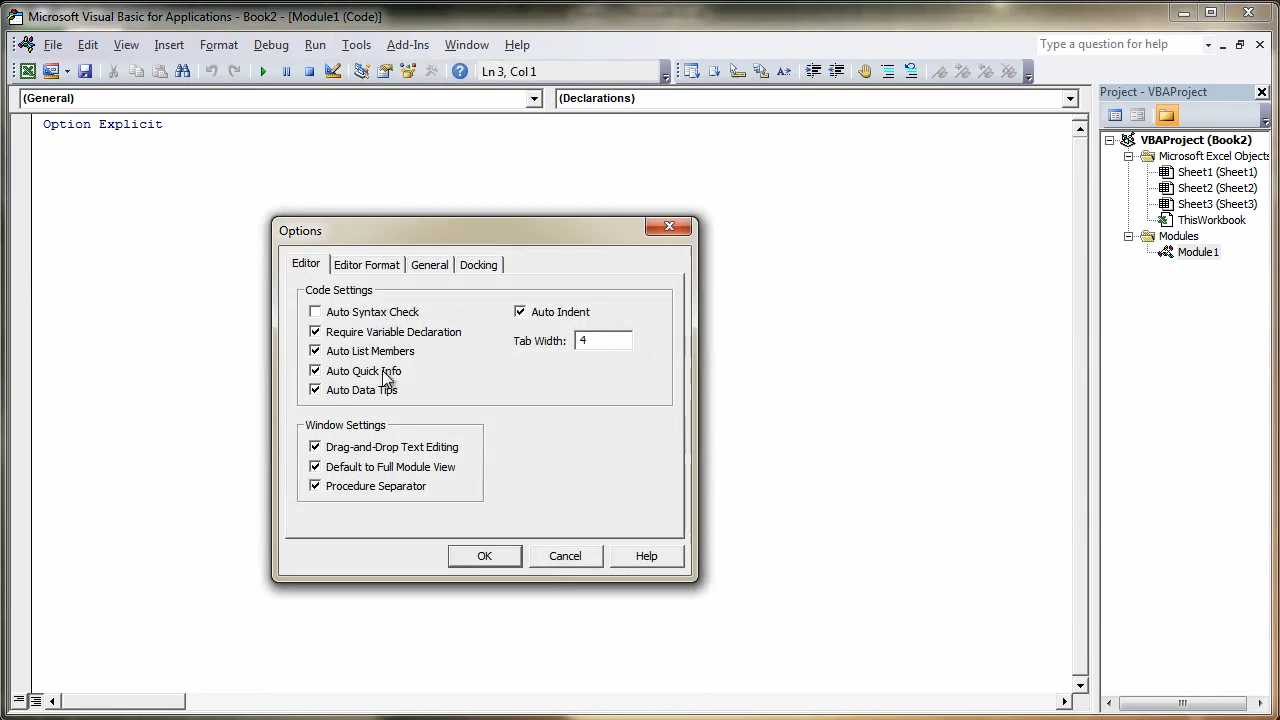 Microsoft Visual Basic for Applications - Book2 - [Module1 (Code)]
File Edit View Insert Format Debug Run Tools Add-Ins Window Help
Type a question for help
Ln 3, Col 1
(General)
(Declarations)
Project - VBAProject
Option Explicit
VBAProject (Book2)
Microsoft Excel Objects
Sheet1 (Sheet1)
Sheet2 (Sheet2)
Sheet3 (Sheet3)
ThisWorkbook
Modules
Module1
Options
Editor Editor Format General Docking
Code Settings
Auto Syntax Check
Auto Indent
Require Variable Declaration
Tab Width: 4
Auto List Members
Auto Quick Info
Auto Data Tips
Window Settings
Drag-and-Drop Text Editing
Default to Full Module View
Procedure Separator
OK Cancel Help